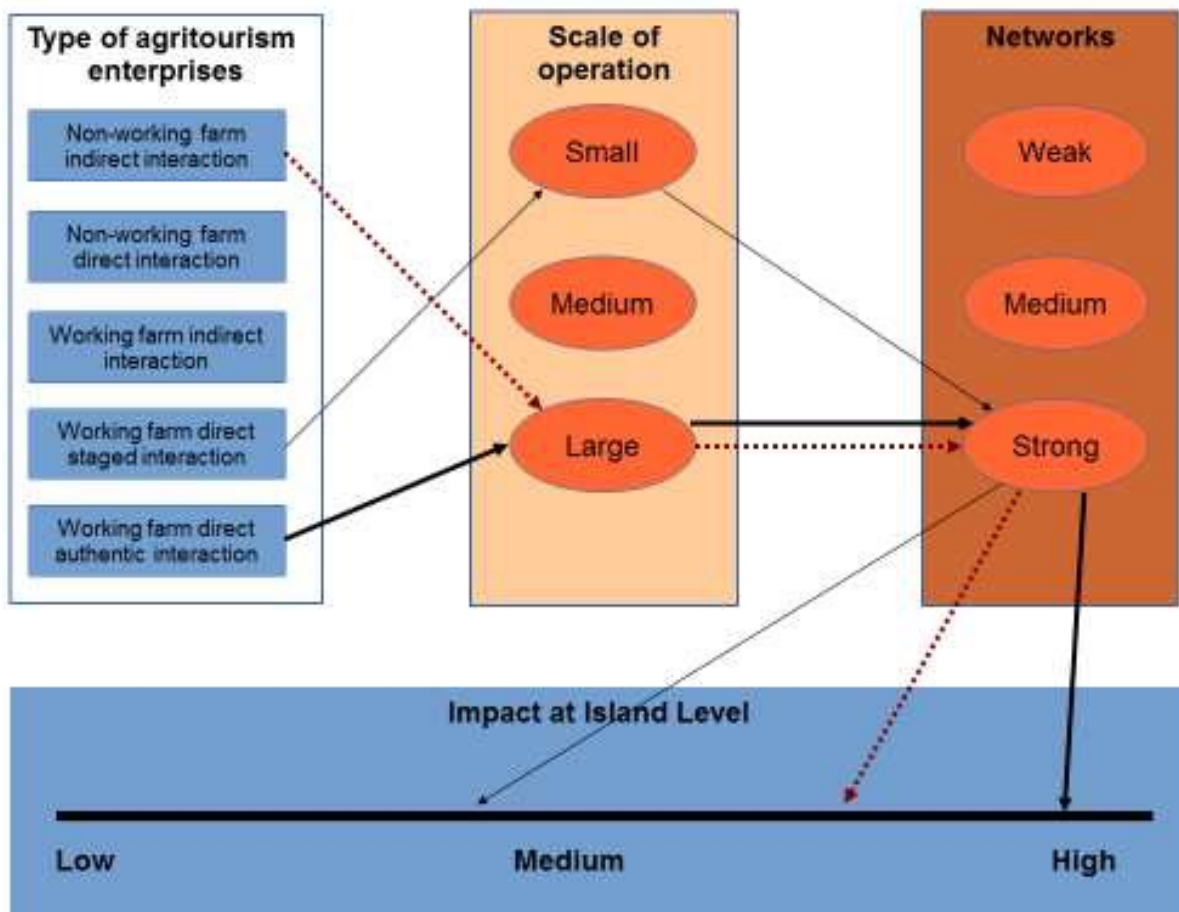 Type of agritourism
enterprises
Non-working farm
indirect interaction
Non-working farm
direct interaction
Working farm indirect
interaction
Working farm direct
staged interaction
Working farm direct
authentic interaction
Scale of
operation
Small
Medium
Large
Networks
Weak
Medium
Strong
Impact at Island Level
Low
Medium
High